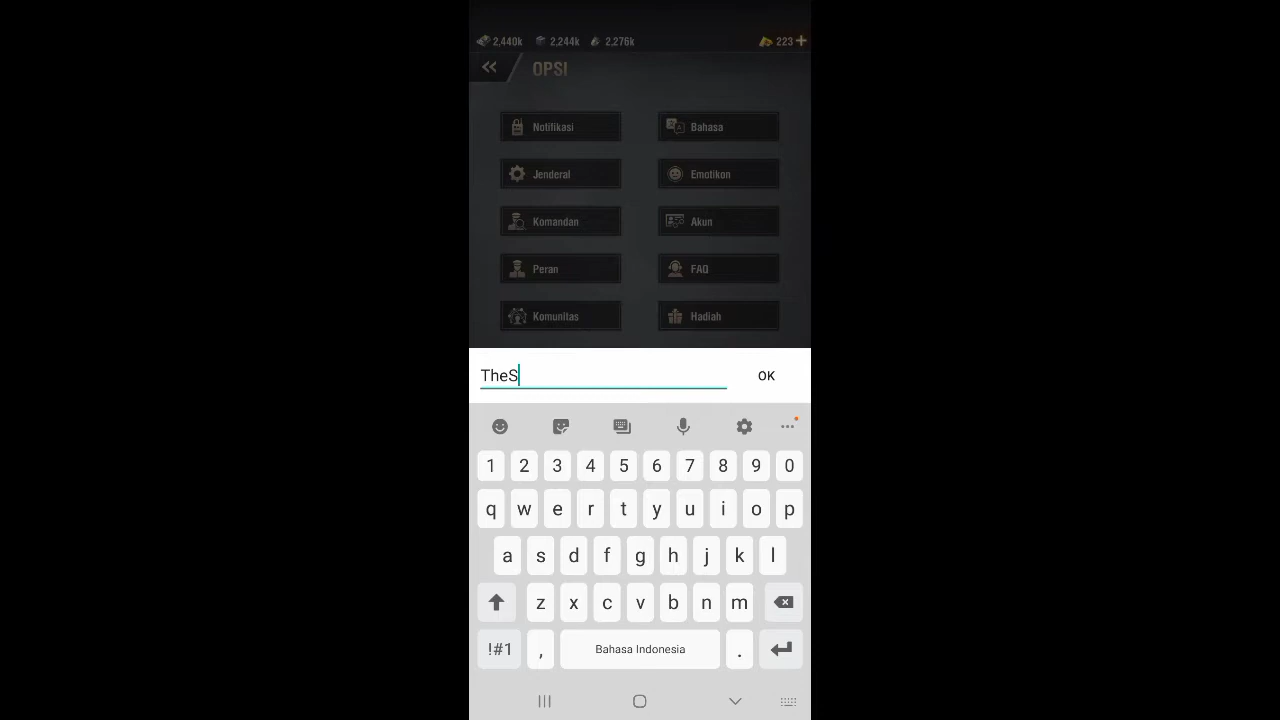 2,440k 2,244k 2,276k 223
OPSI
Notifikasi Bahasa
Jenderal Emotikon
Komandan Akun
Peran FAQ
Komunitas Hadiah
TheS OK
1 2 3 4 5 6 7 8 9 0
q w e r t y u i o p
a s d f g h j k l
z x c v b n m
!#1 , Bahasa Indonesia .